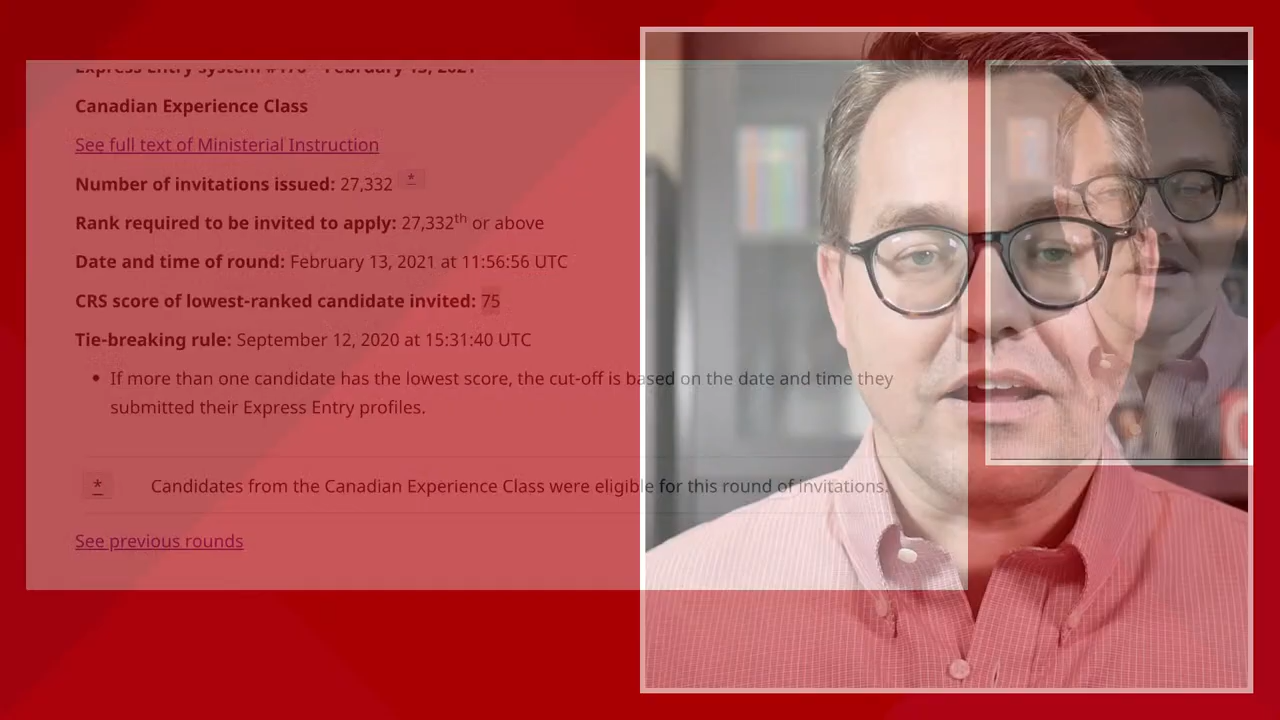 Canadian Experience Class
See full text of Ministerial Instruction
Number of invitations issued: 27,332 *
Rank required to be invited to apply: 27,332th or above
Date and time of round: February 13, 2021 at 11:56:56 UTC
CRS score of lowest-ranked candidate invited: 75
Tie-breaking rule: September 12, 2020 at 15:31:40 UTC
• If more than one candidate has the lowest score, the cut-off is based on the date and time they
submitted their Express Entry profiles.
* Candidates from the Canadian Experience Class were eligible for this round of invitations.
See previous rounds